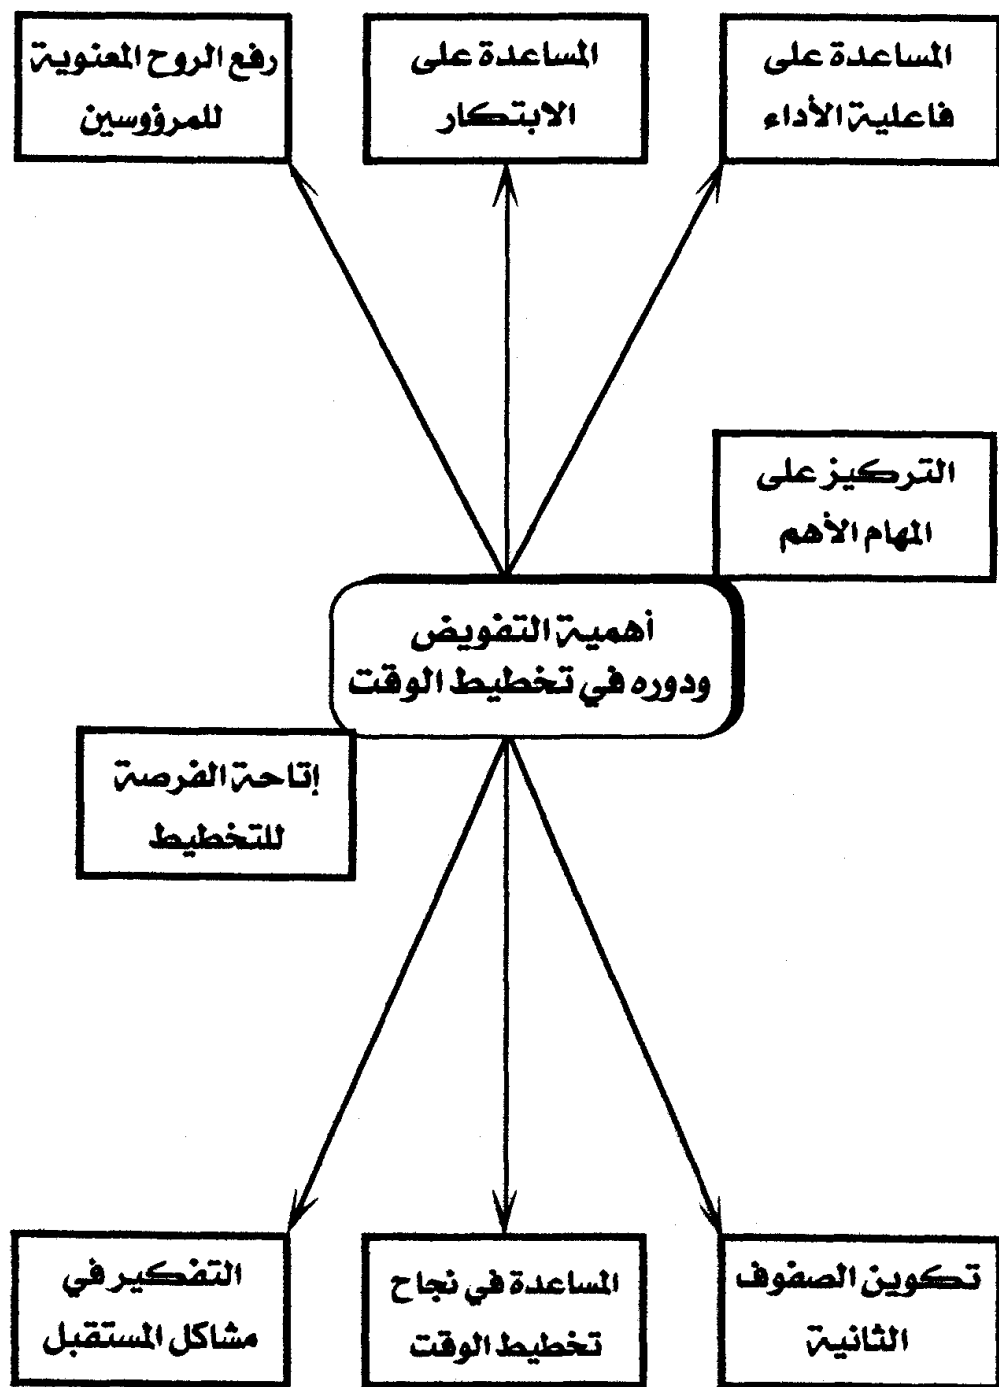 المساعدة على
فاعلية الأداء
المساعدة على
الابتكار
رفع الروح المعنوية
للمرؤوسين
التركيز على
المهام الأهم
أهمية التفويض
ودوره في تخطيط الوقت
إتاحة الفرصة
للتخطيط
تكوين الصفوف
الثانية
المساعدة في نجاح
تخطيط الوقت
التفكير في
مشاكل المستقبل